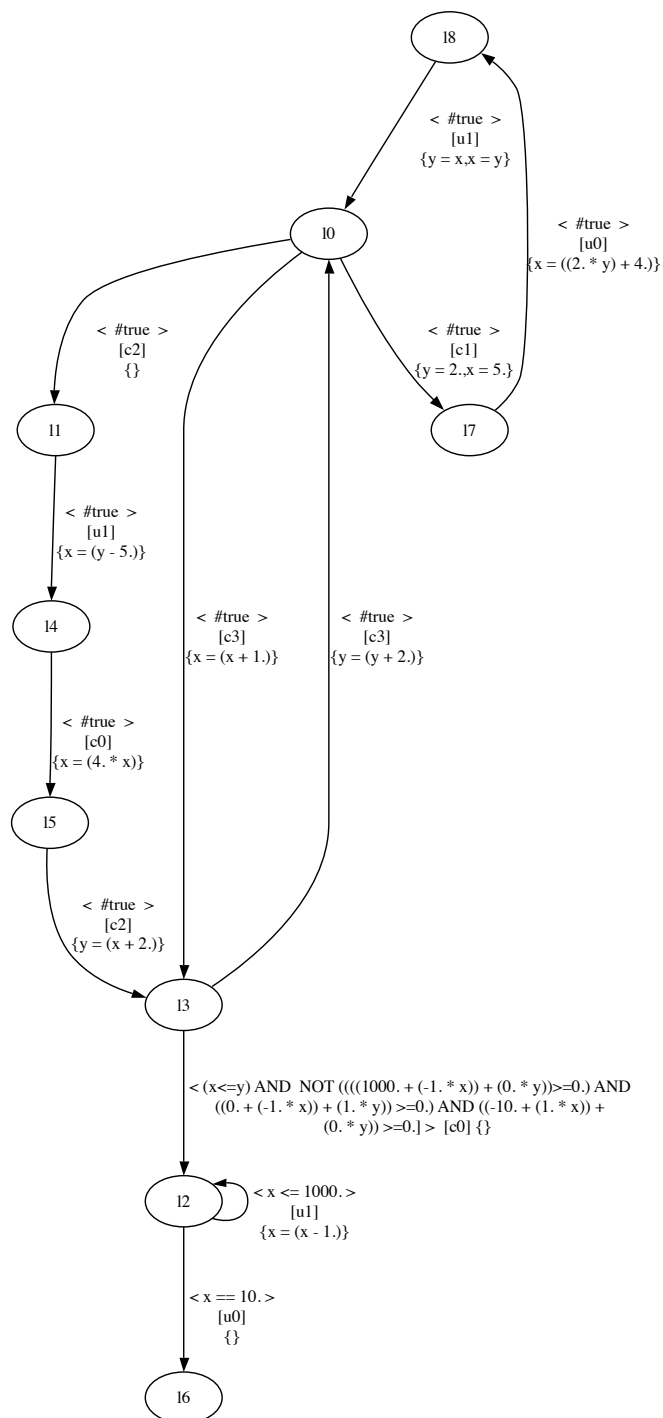 l8
< #true >
[u1]
{y = x,x = y}
l0
< #true >
[u0]
{x = ((2. * y) + 4.)}
< #true >
[c2]
{}
< #true >
[c1]
{y = 2.,x = 5.}
l1
l7
< #true >
[u1]
{x = (y - 5.)}
l4
< #true >
[c3]
{x = (x + 1.)}
< #true >
[c3]
{y = (y + 2.)}
< #true >
[c0]
{x = (4. * x)}
l5
< #true >
[c2]
{y = (x + 2.)}
l3
< (x<=y) AND NOT ((((1000. + (-1. * x)) + (0. * y))>=0.) AND
((0. + (-1. * x)) + (1. * y)) >=0.) AND ((-10. + (1. * x)) +
(0. * y)) >=0.] > [c0] {}
l2
< x <= 1000. >
[u1]
{x = (x - 1.)}
< x == 10. >
[u0]
{}
l6